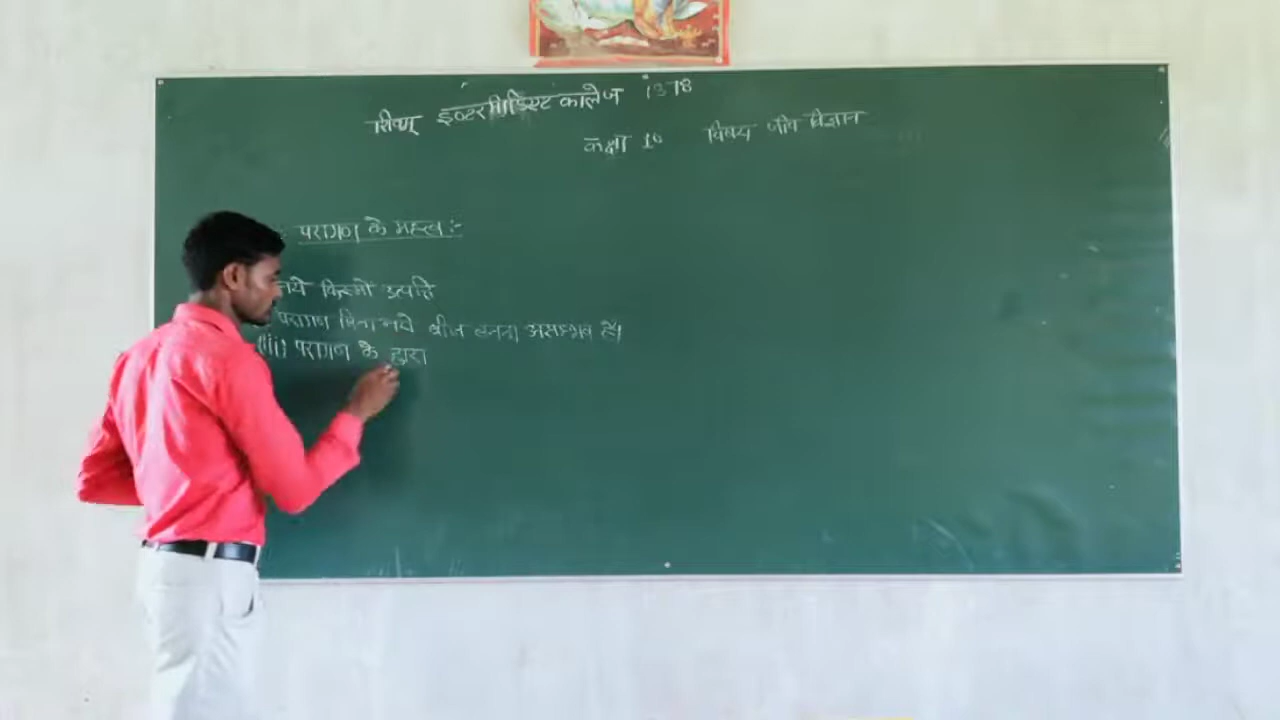 शिवम् इण्टरमीडिएट कालेज 1378
कक्षा 10 विषय जीव विज्ञान
परागण के महत्व :-
नये किस्मों उत्पत्ति
परागण बिना नये बीज बनना असम्भव है।
(iii) परागण के द्वारा